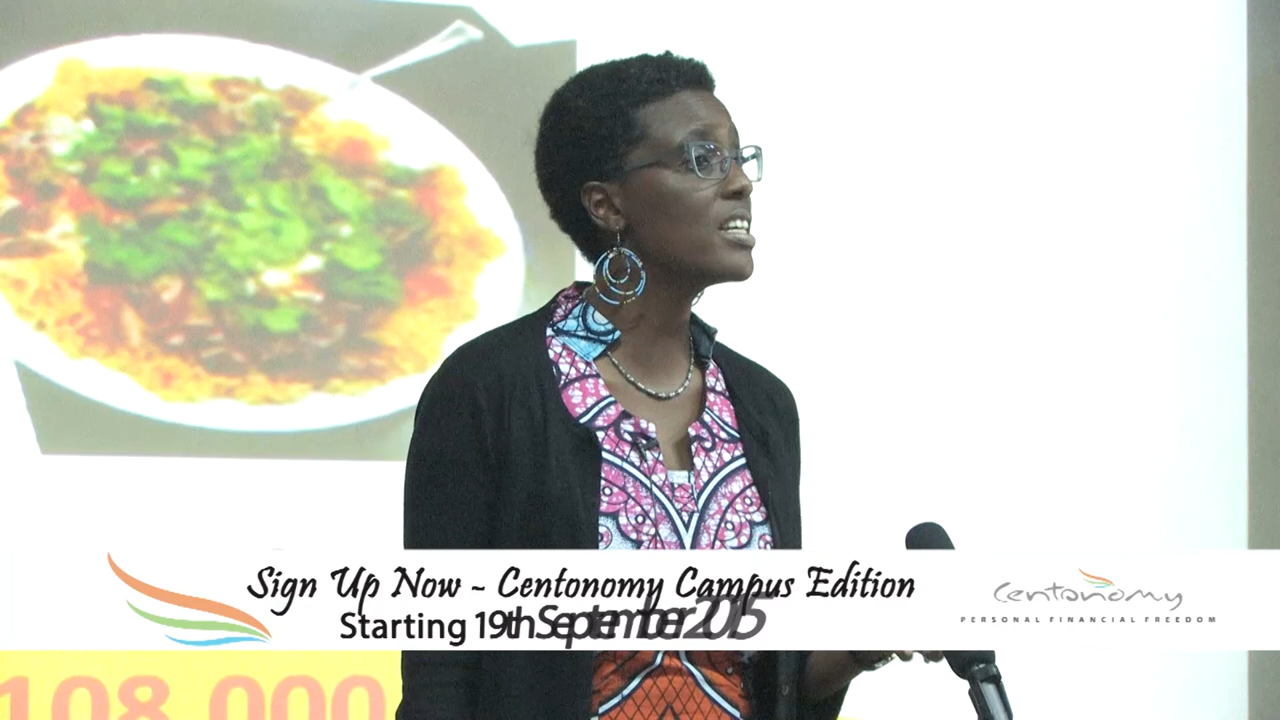 Sign Up Now - Centonomy Campus Edition
Starting 19th September 2015
Centonomy
PERSONAL FINANCIAL FREEDOM
108,000